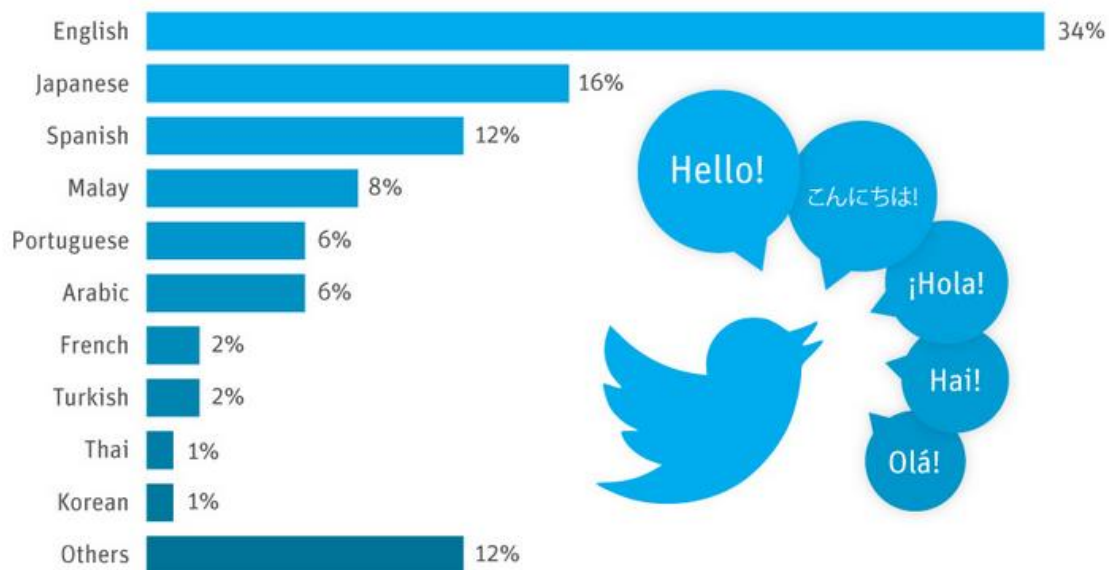 English 34%
Japanese 16%
Spanish 12%
Malay 8%
Portuguese 6%
Arabic 6%
French 2%
Turkish 2%
Thai 1%
Korean 1%
Others 12%
Hello!
こんにちは!
¡Hola!
Hai!
Olá!